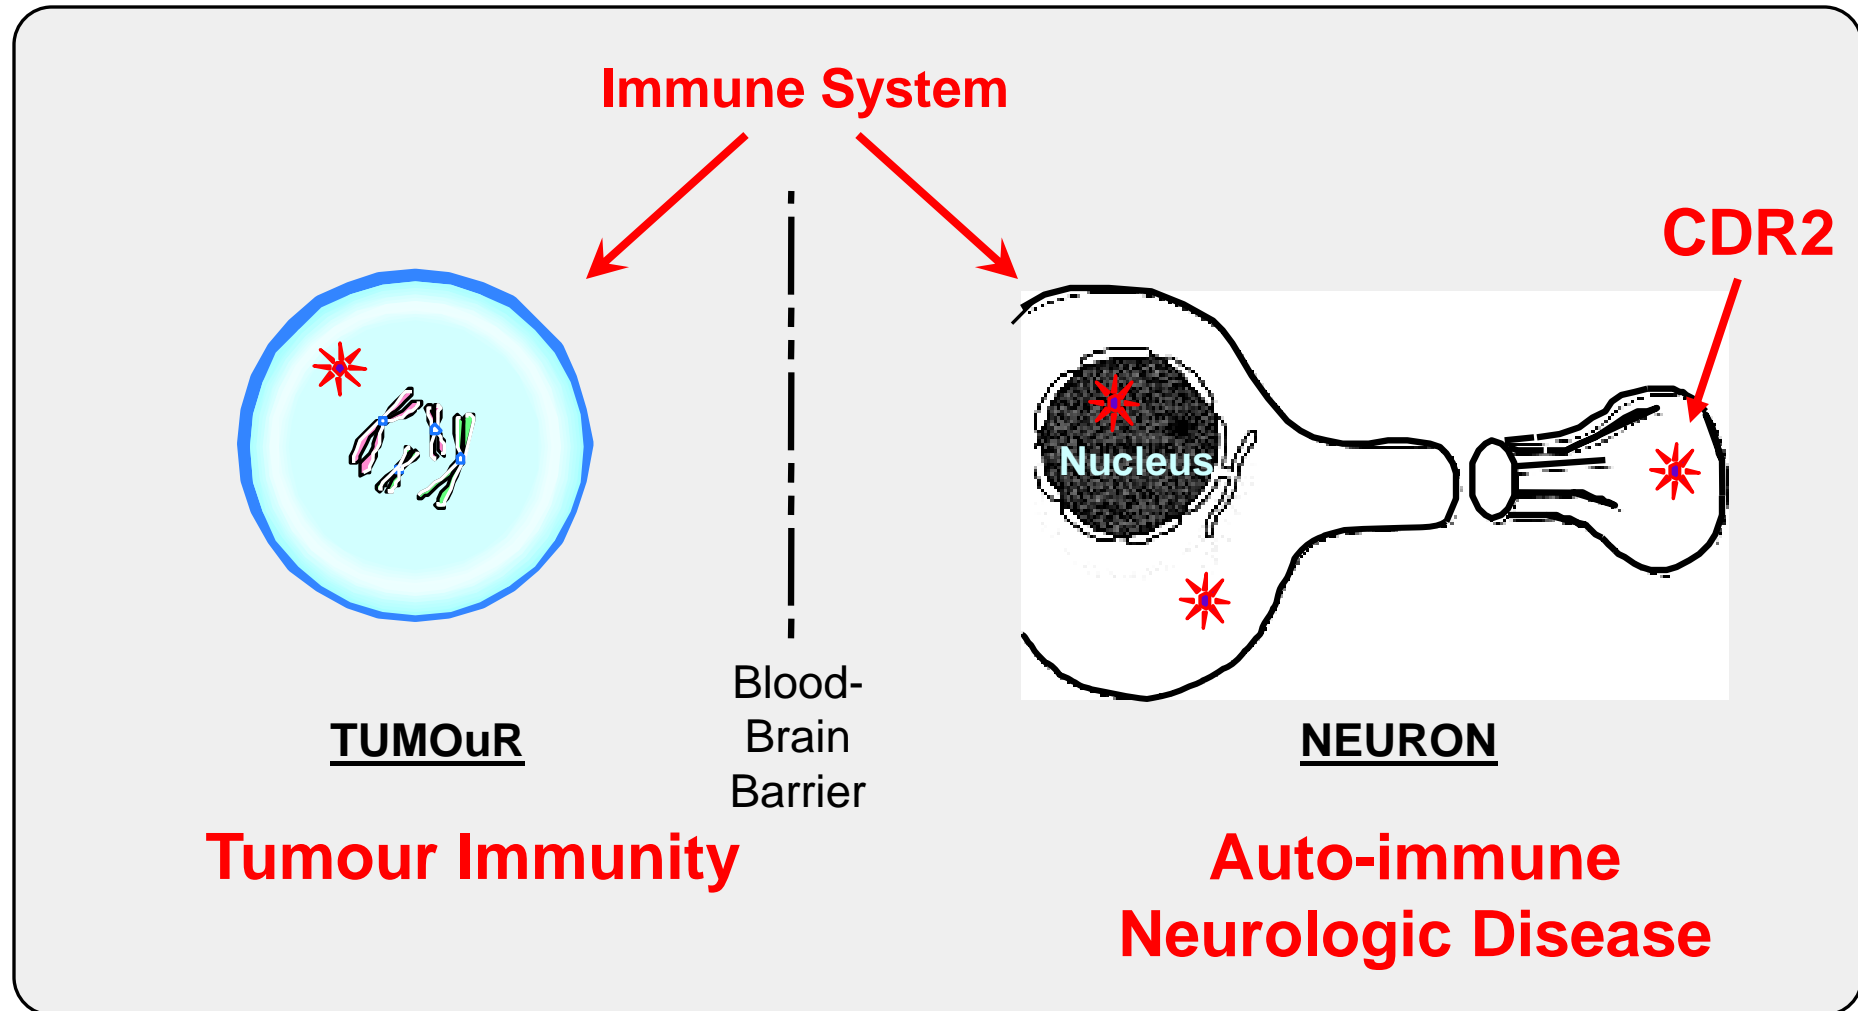 Immune System
CDR2
Nucleus
Blood-
Brain
Barrier
TUMOuR
NEURON
Tumour Immunity
Auto-immune
Neurologic Disease